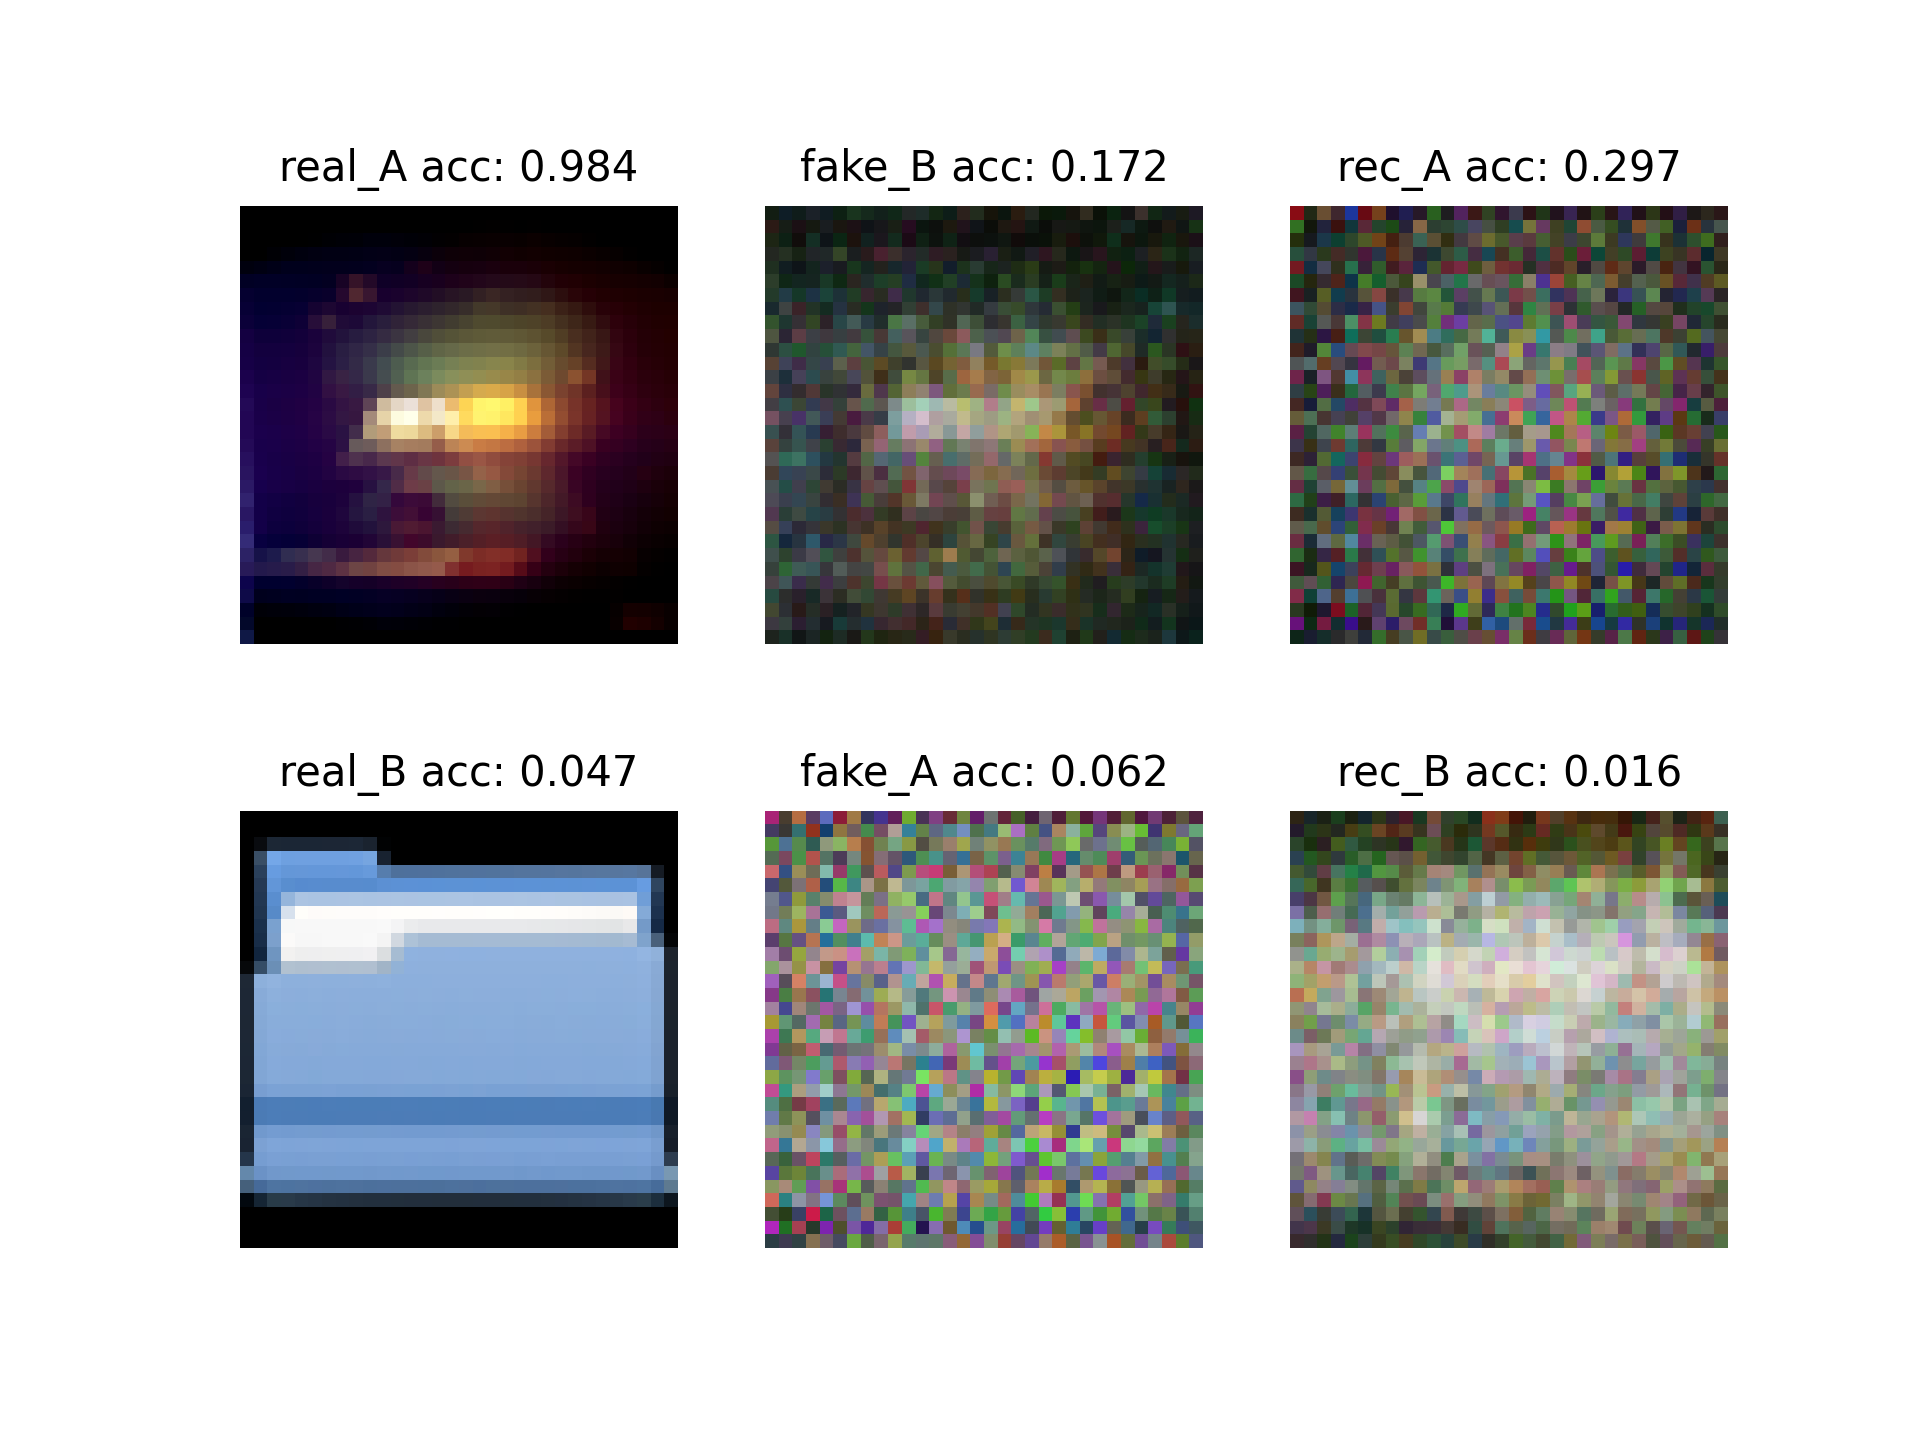 real_A acc: 0.984
fake_B acc: 0.172
rec_A acc: 0.297
real_B acc: 0.047
fake_A acc: 0.062
rec_B acc: 0.016